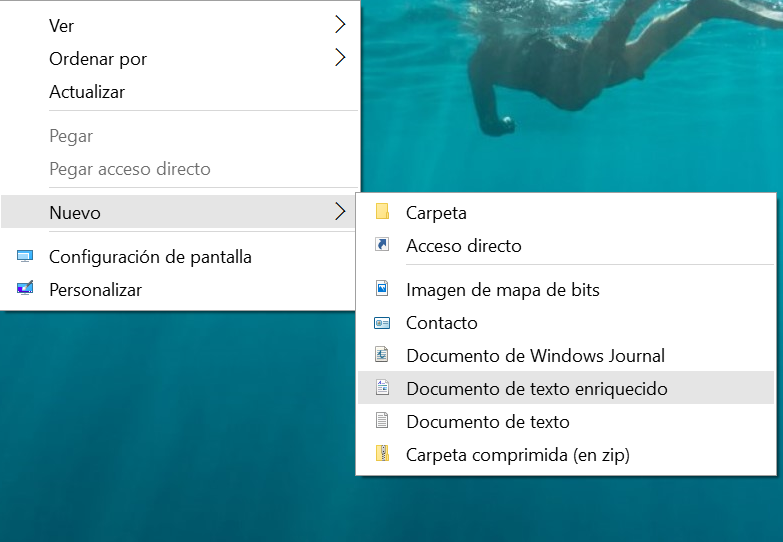 Ver
Ordenar por
Actualizar
Pegar
Pegar acceso directo
Nuevo
Configuración de pantalla
Personalizar
Carpeta
Acceso directo
Imagen de mapa de bits
Contacto
Documento de Windows Journal
Documento de texto enriquecido
Documento de texto
Carpeta comprimida (en zip)